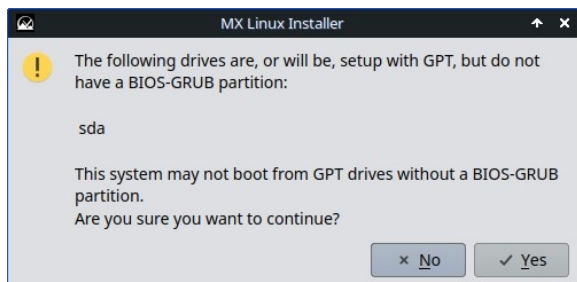 MX Linux Installer
The following drives are, or will be, setup with GPT, but do not
have a BIOS-GRUB partition:
sda
This system may not boot from GPT drives without a BIOS-GRUB
partition.
Are you sure you want to continue?
No
Yes